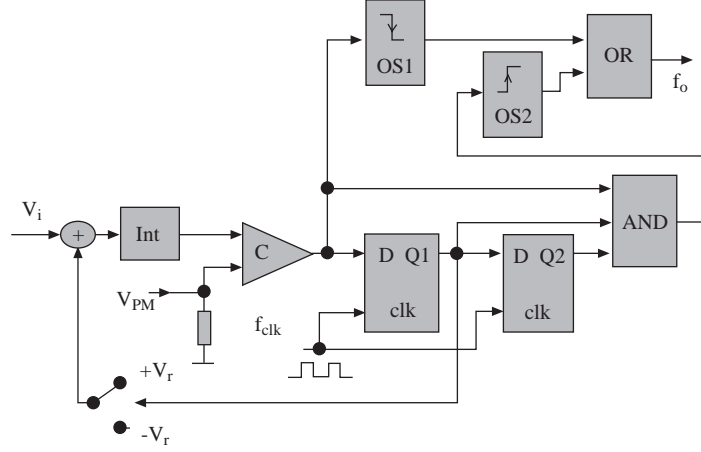 OS1
OR
OS2
f_o
V_i
+
Int
C
D Q1
clk
D Q2
clk
AND
V_PM
f_clk
+V_r
-V_r